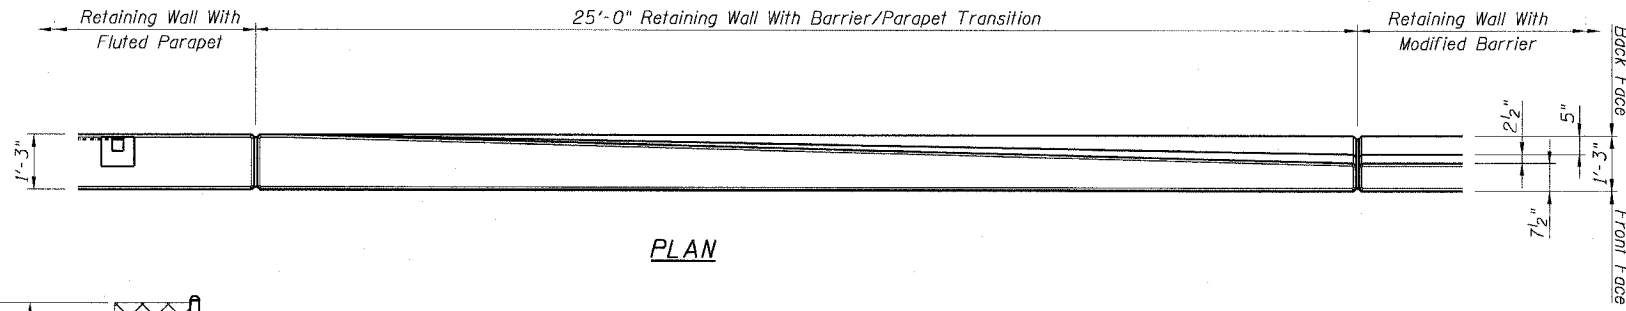 Retaining Wall With
Fluted Parapet
25'-0" Retaining Wall With Barrier/Parapet Transition
Retaining Wall With
Modified Barrier
Back Face
1'-3"
2½"
5"
1'-3"
7½"
Front Face
PLAN